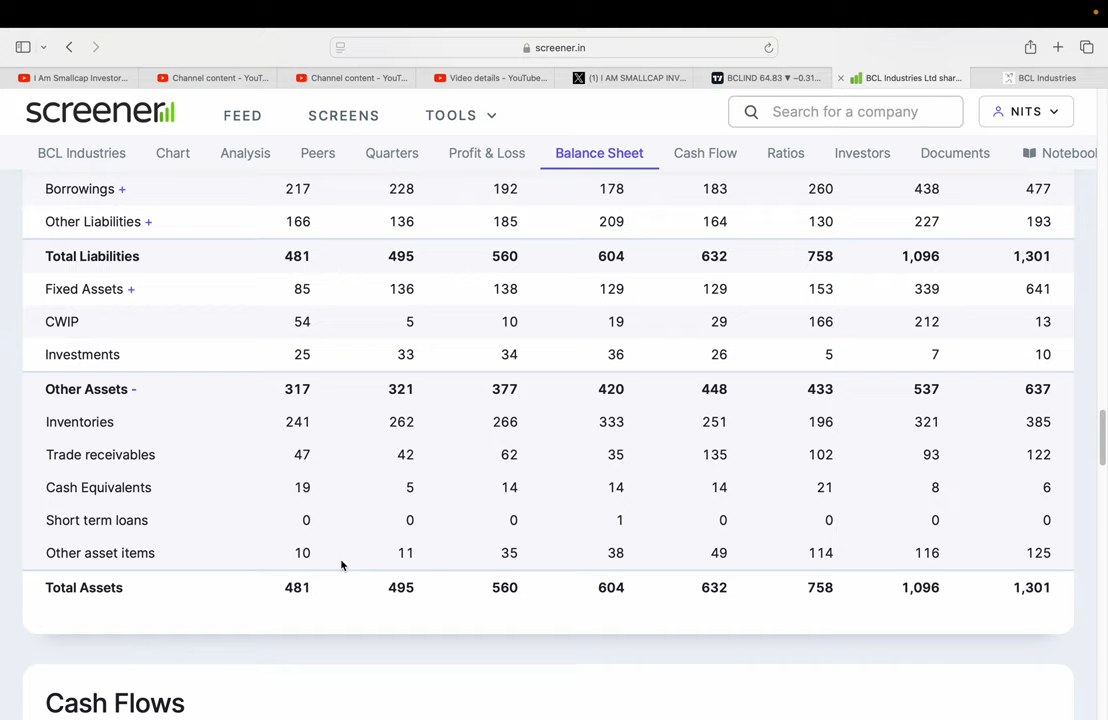 screener.in
I Am Smallcap Investor...
Channel content - YouT...
Channel content - YouT...
Video details - YouTube...
(1) I AM SMALLCAP INV...
BCLIND 64.83 ▼ −0.31...
BCL Industries Ltd shar...
BCL Industries
screener
FEED
SCREENS
TOOLS
Search for a company
NITS
BCL Industries
Chart
Analysis
Peers
Quarters
Profit & Loss
Balance Sheet
Cash Flow
Ratios
Investors
Documents
Notebook
Borrowings + 217 228 192 178 183 260 438 477
Other Liabilities + 166 136 185 209 164 130 227 193
Total Liabilities 481 495 560 604 632 758 1,096 1,301
Fixed Assets + 85 136 138 129 129 153 339 641
CWIP 54 5 10 19 29 166 212 13
Investments 25 33 34 36 26 5 7 10
Other Assets - 317 321 377 420 448 433 537 637
Inventories 241 262 266 333 251 196 321 385
Trade receivables 47 42 62 35 135 102 93 122
Cash Equivalents 19 5 14 14 14 21 8 6
Short term loans 0 0 0 1 0 0 0 0
Other asset items 10 11 35 38 49 114 116 125
Total Assets 481 495 560 604 632 758 1,096 1,301
Cash Flows